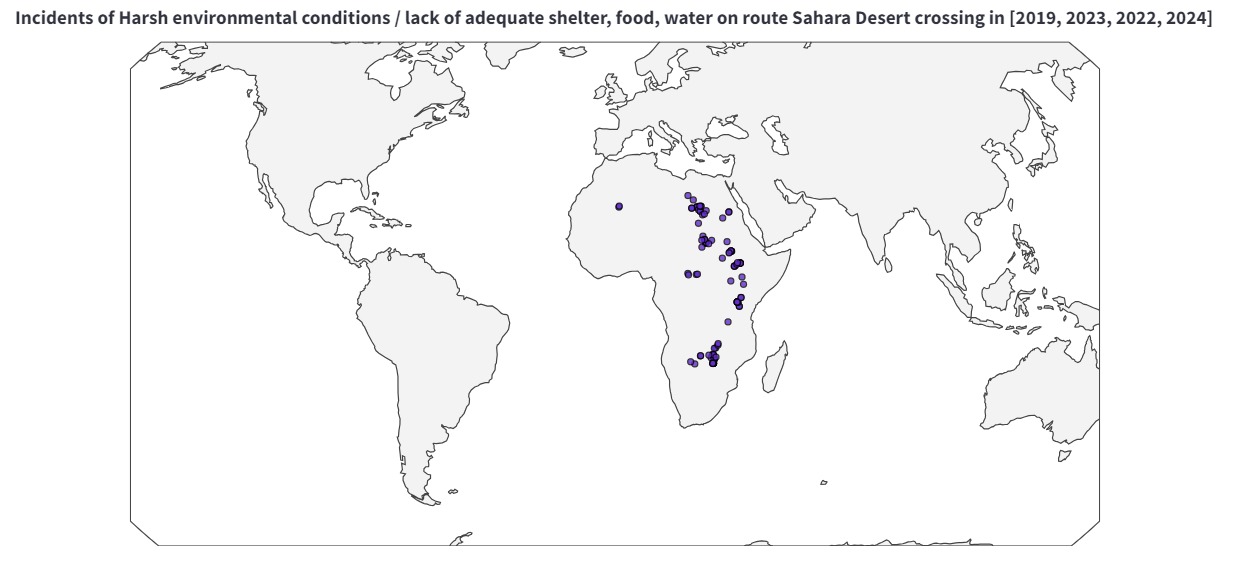 Incidents of Harsh environmental conditions / lack of adequate shelter, food, water on route Sahara Desert crossing in [2019, 2023, 2022, 2024]